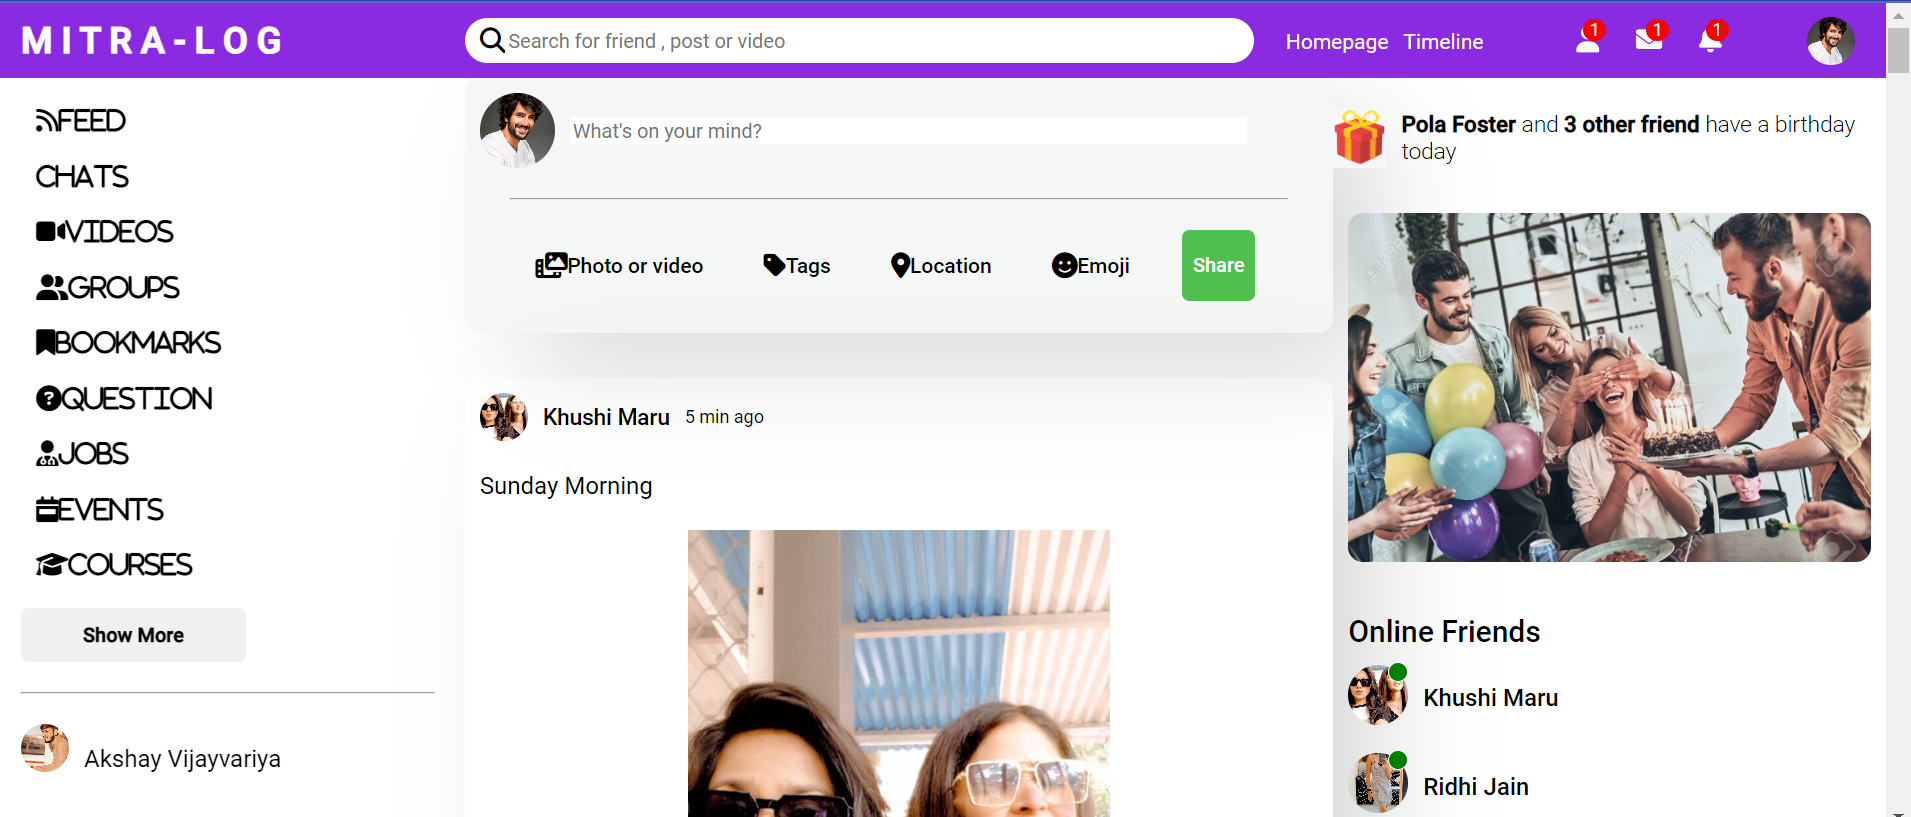 MITRA-LOG
Search for friend , post or video
Homepage Timeline
1 1 1
FEED
CHATS
VIDEOS
GROUPS
BOOKMARKS
QUESTION
JOBS
EVENTS
COURSES
Show More
Akshay Vijayvariya
What's on your mind?
Photo or video Tags Location Emoji Share
Khushi Maru 5 min ago
Sunday Morning
Pola Foster and 3 other friend have a birthday
today
Online Friends
Khushi Maru
Ridhi Jain